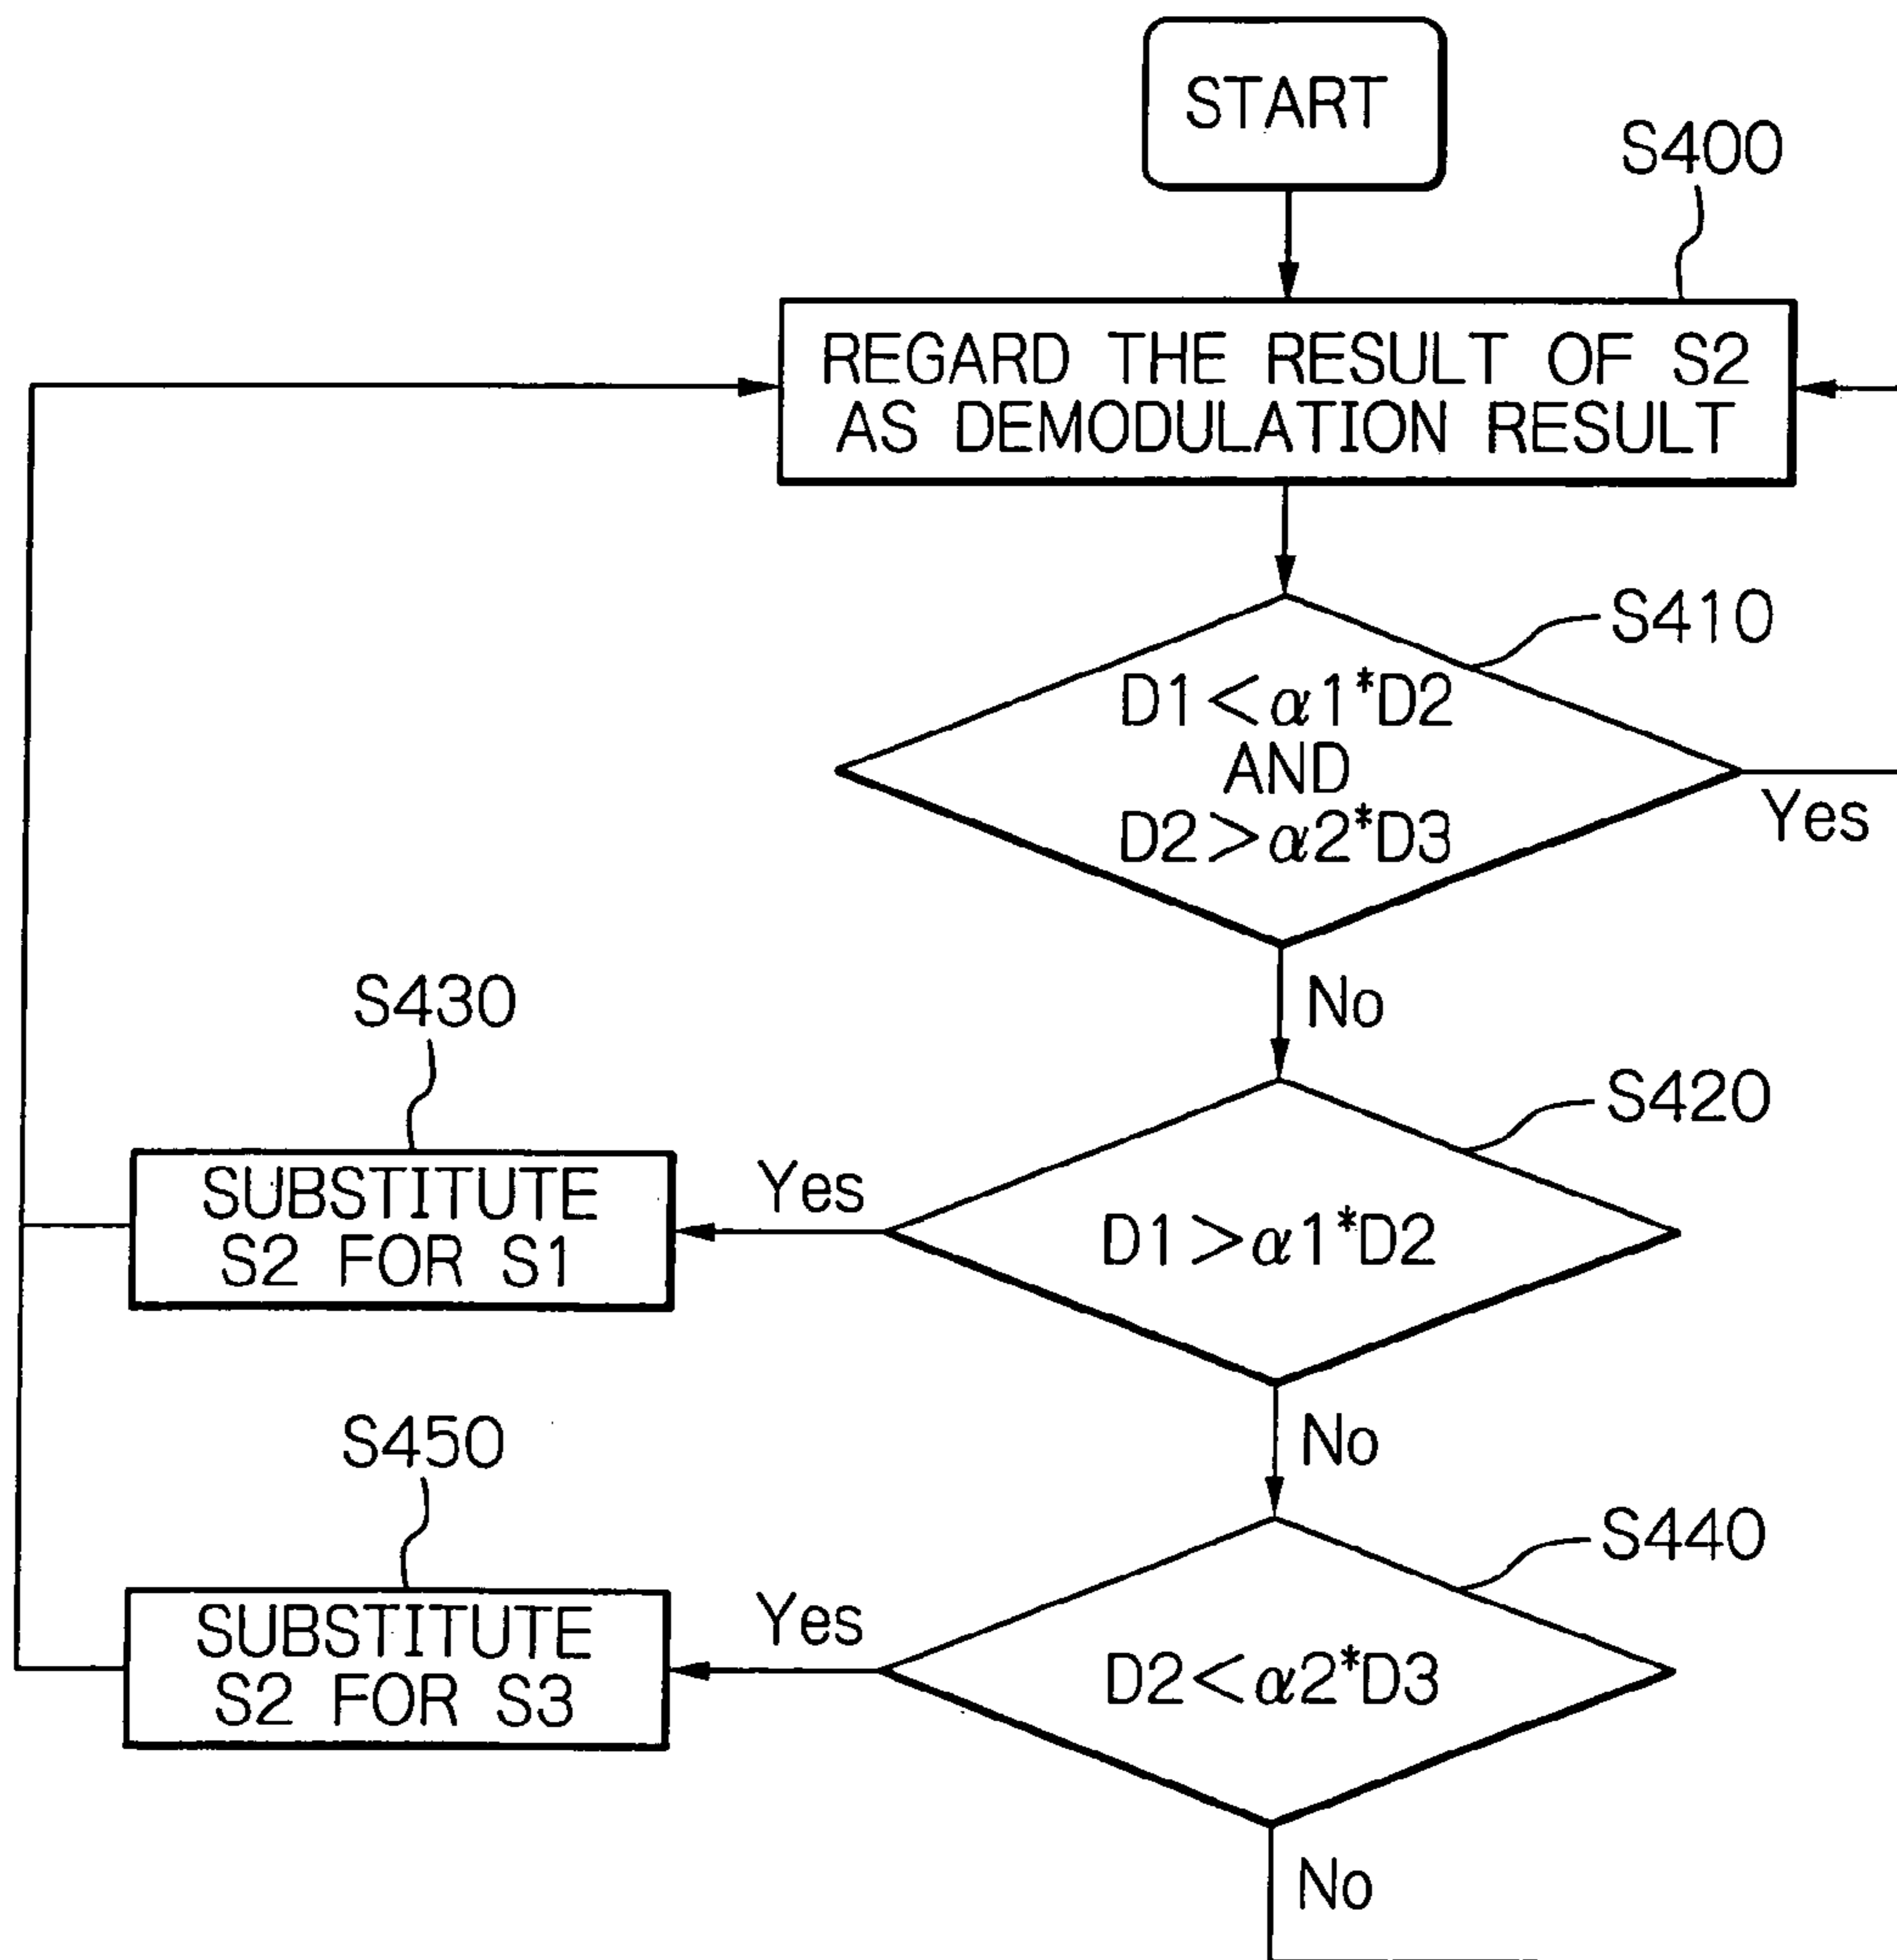 START
S400
REGARD THE RESULT OF S2
AS DEMODULATION RESULT
S410
D1<α1*D2
AND
D2>α2*D3
Yes
No
S430
S420
SUBSTITUTE
S2 FOR S1
Yes
D1>α1*D2
No
S450
S440
SUBSTITUTE
S2 FOR S3
Yes
D2<α2*D3
No